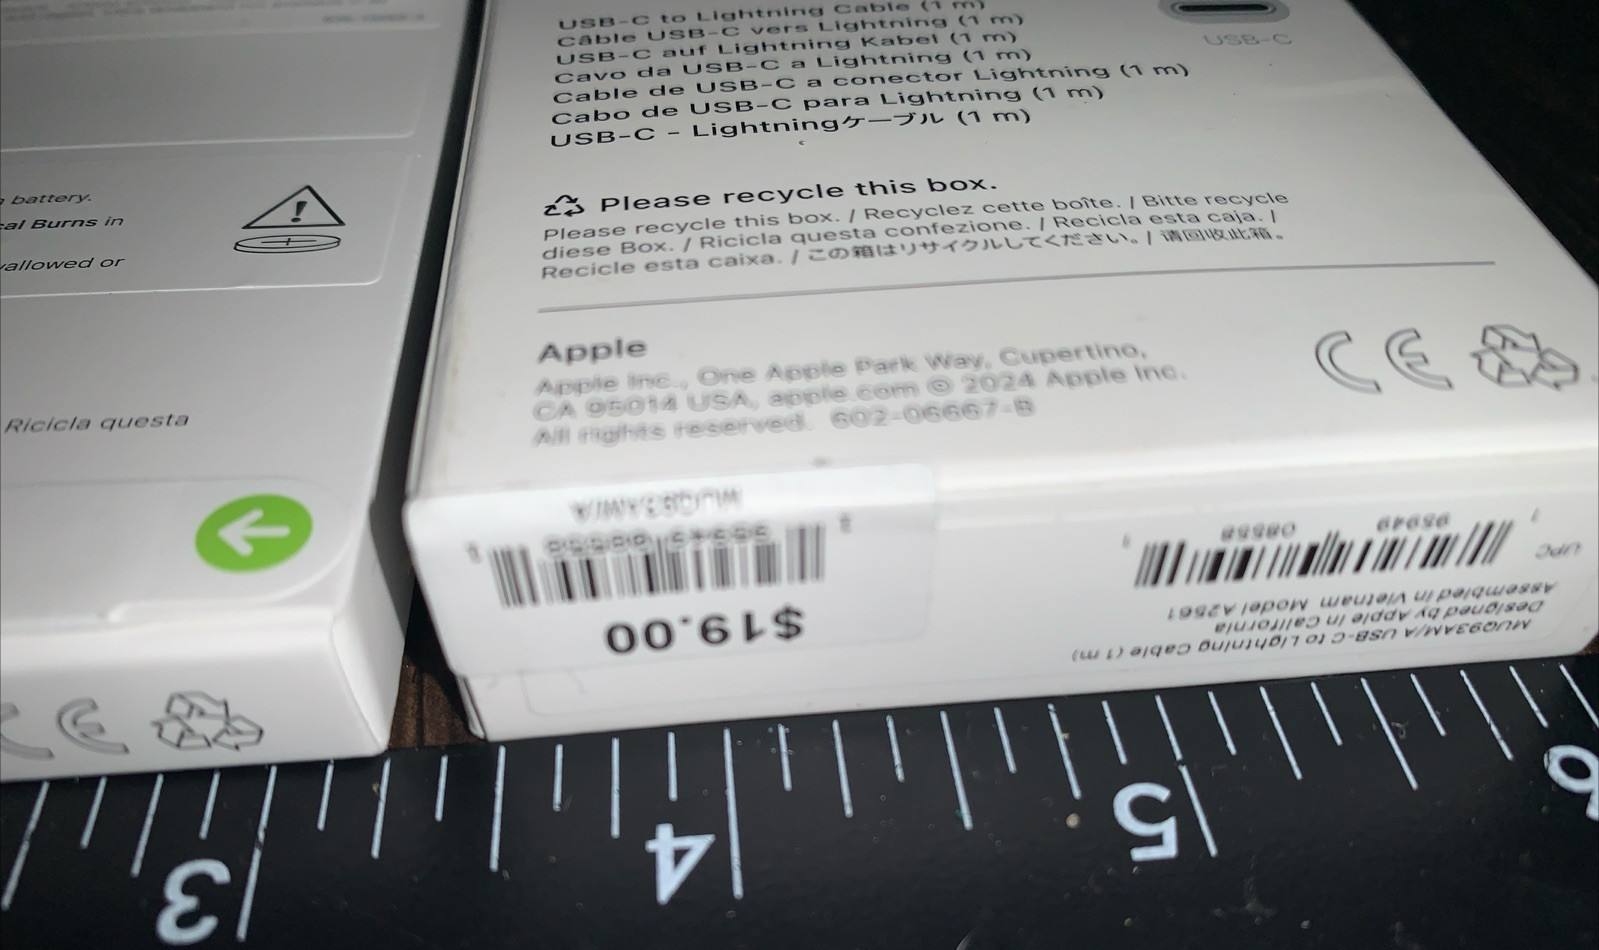 battery.
Burns in
or
Ricicla questa
USB-C to Lightning Cable (1 m)
Câble USB-C vers Lightning (1 m)
USB-C auf Lightning Kabel (1 m)
Cavo da USB-C a Lightning (1 m)
Cable de USB-C a conector Lightning (1 m)
Cabo de USB-C para Lightning (1 m)
USB-C - Lightningケーブル (1 m)
USB-C
Please recycle this box.
Please recycle this box. / Recyclez cette boîte. / Bitte recycle
diese Box. / Ricicla questa confezione. / Recicla esta caja. /
Recicle esta caixa. / この箱はリサイクルしてください。/ 请回收此箱。
Apple
Apple Inc., One Apple Park Way, Cupertino,
CA 95014 USA, apple.com © 2024 Apple Inc.
All rights reserved. 602-06667-B
CE
CE
$19.00
MUQ93AM/A USB-C to Lightning Cable (1 m)
Designed by Apple in California
Assembled in Vietnam Model A2561
UPC
1 95949 08558 1
MUQ93AM/A
3
4
5
6